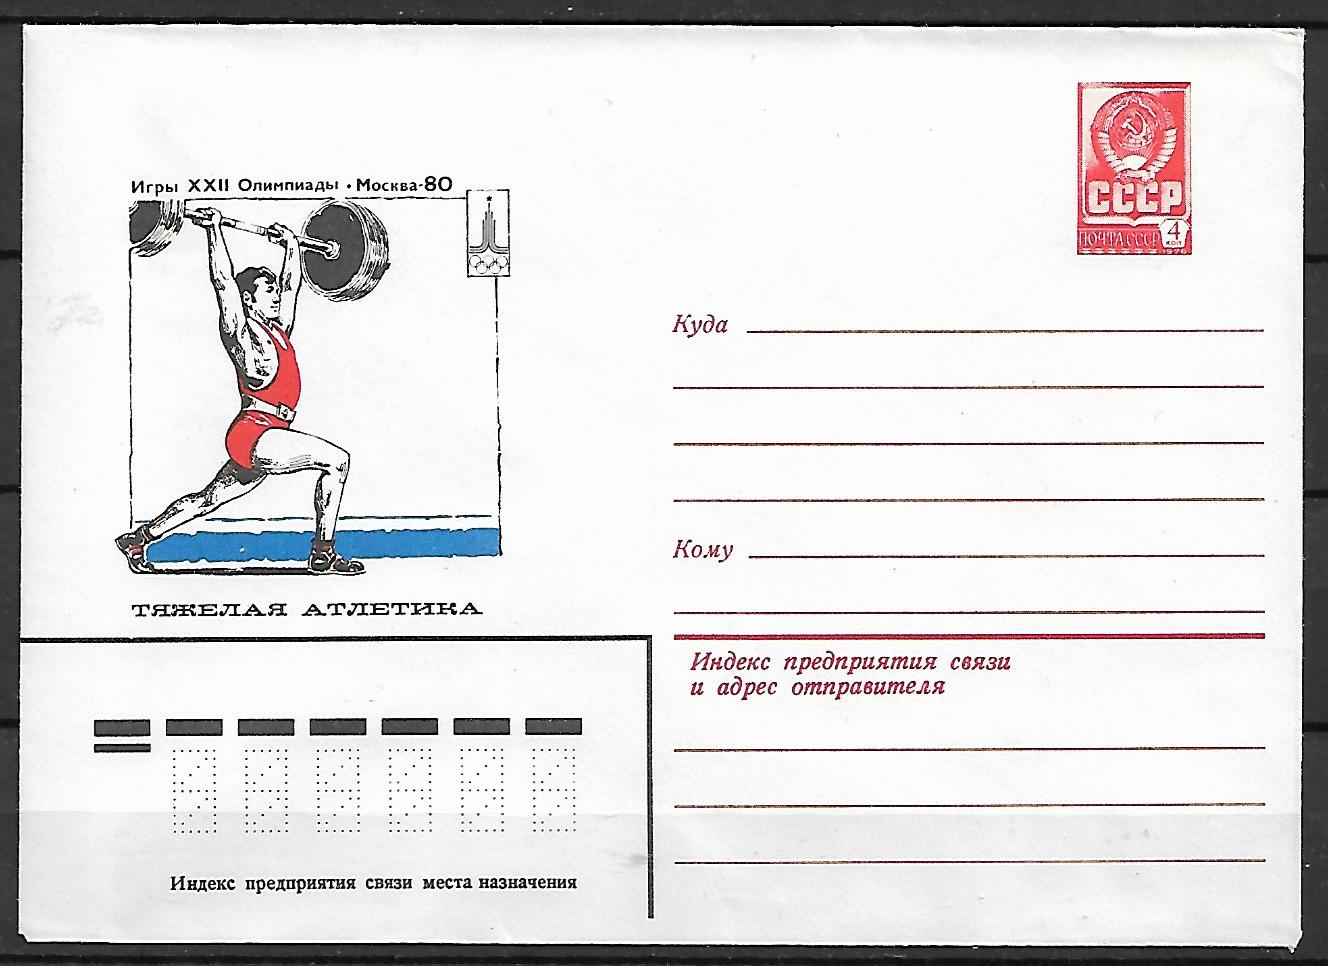 Игры XXII Олимпиады • Москва-80
ТЯЖЕЛАЯ АТЛЕТИКА
СССР
ПОЧТА СССР
4
КОП
1976
Куда
Кому
Индекс предприятия связи
и адрес отправителя
Индекс предприятия связи места назначения